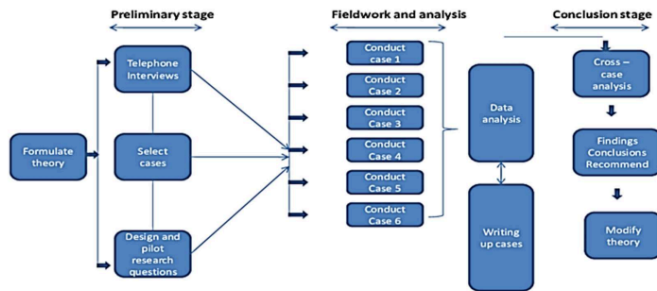 Preliminary stage
Fieldwork and analysis
Conclusion stage
Formulate
theory
Telephone
Interviews
Select
cases
Design and
pilot
research
questions
Conduct
case 1
Conduct
Case 2
Conduct
Case 3
Conduct
Case 4
Conduct
Case 5
Conduct
Case 6
Data
analysis
Writing
up cases
Cross –
case
analysis
Findings
Conclusions
Recommend
Modify
theory